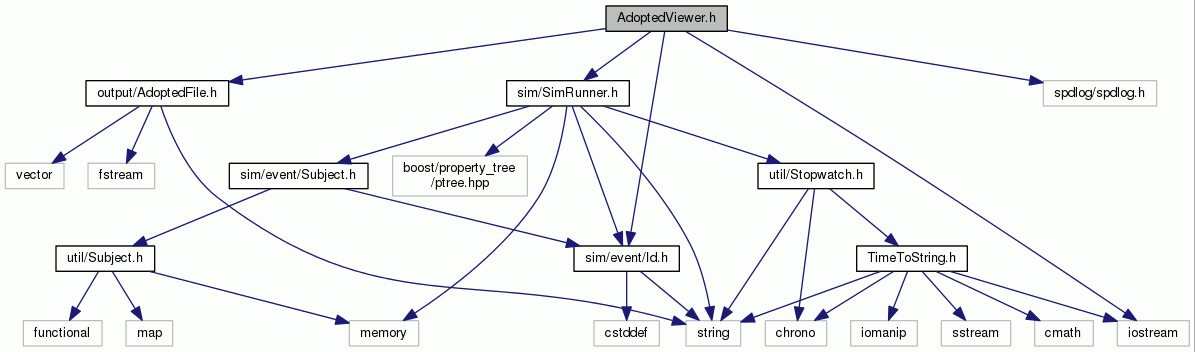 AdoptedViewer.h
output/AdoptedFile.h
sim/SimRunner.h
spdlog/spdlog.h
vector
fstream
sim/event/Subject.h
boost/property_tree
/ptree.hpp
util/Stopwatch.h
util/Subject.h
sim/event/Id.h
TimeToString.h
functional
map
memory
cstddef
string
chrono
iomanip
sstream
cmath
iostream